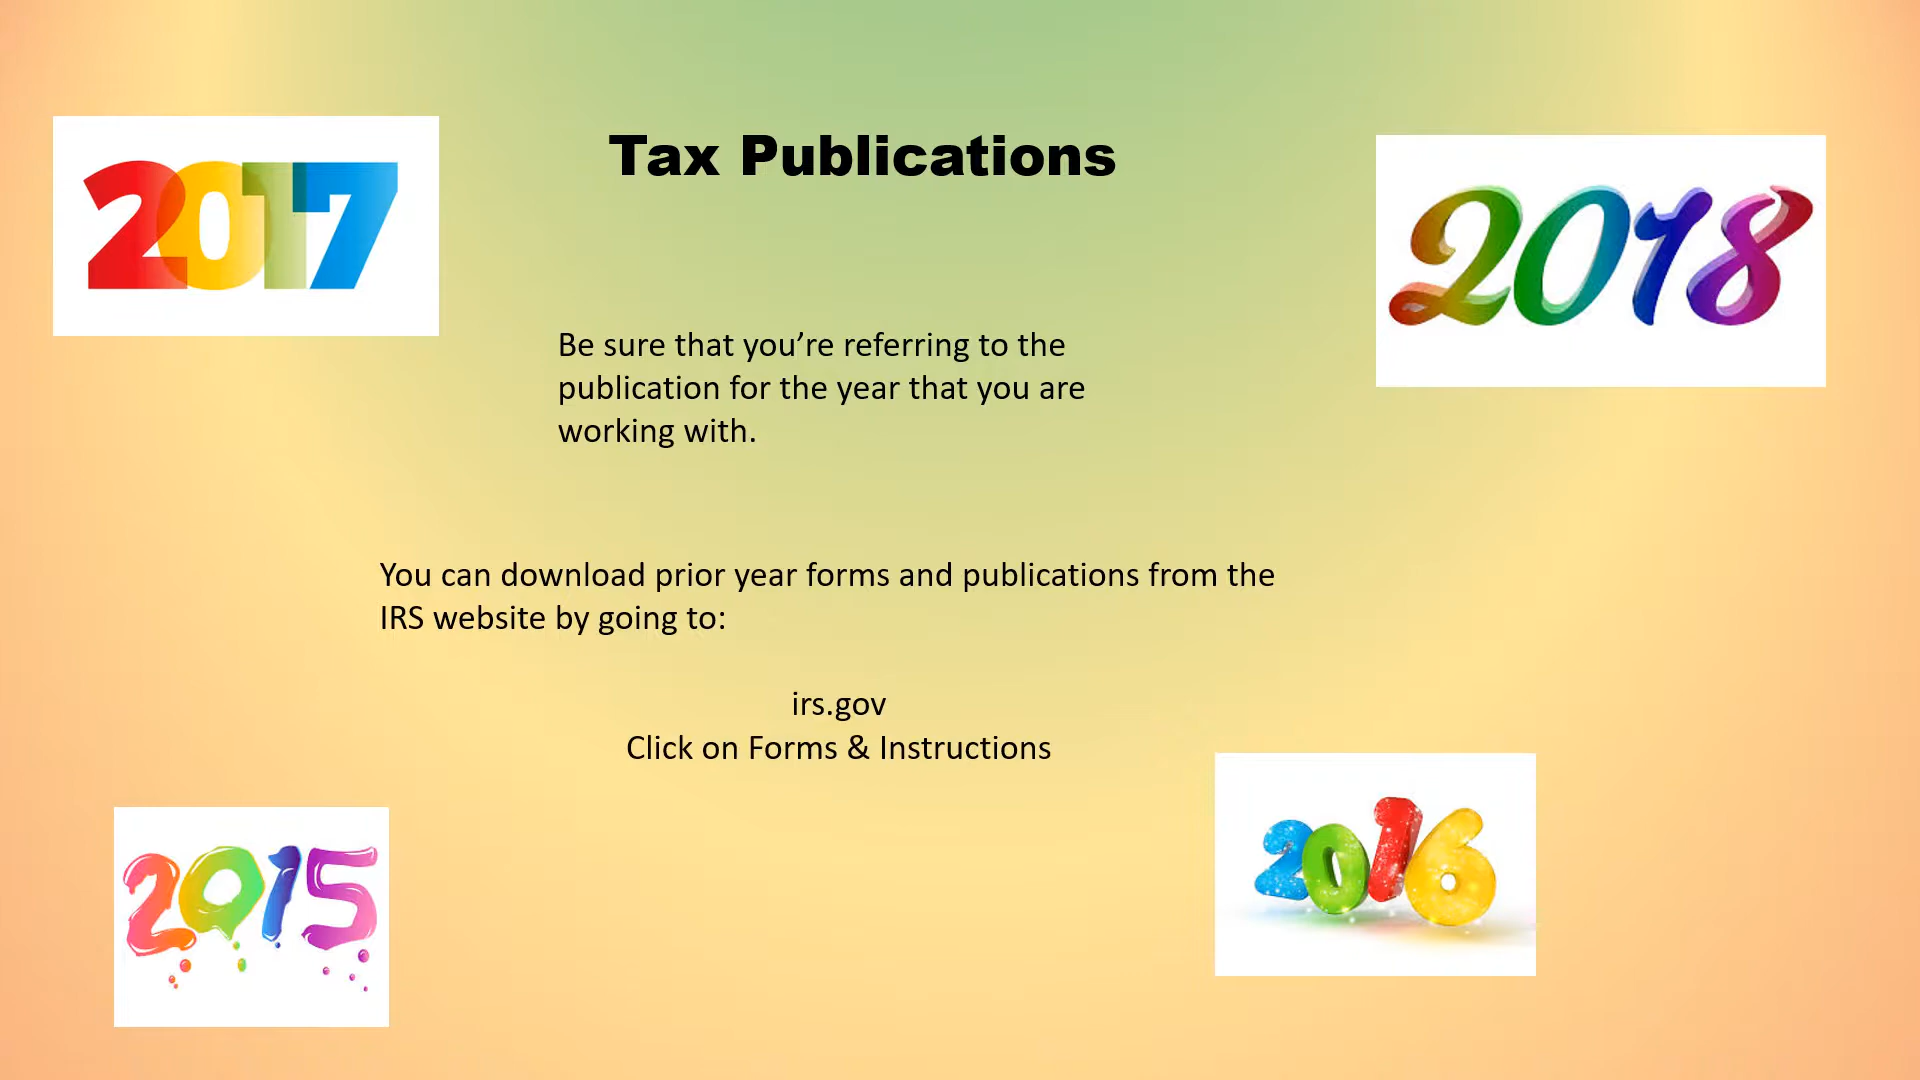 Tax Publications
2017
2018
Be sure that you’re referring to the
publication for the year that you are
working with.
You can download prior year forms and publications from the
IRS website by going to:
irs.gov
Click on Forms & Instructions
2015
2016